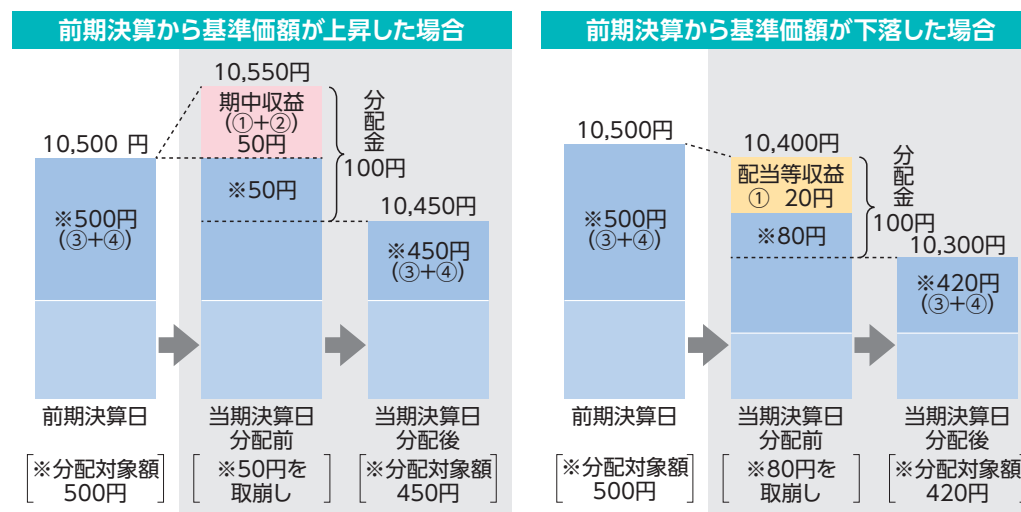 前期決算から基準価額が上昇した場合
10,550円
期中収益
(①+②)
50円
分配金
100円
10,500 円
※500円
(③+④)
※50円
10,450円
※450円
(③+④)
前期決算日
当期決算日
分配前
当期決算日
分配後
※分配対象額
500円
※50円を
取崩し
※分配対象額
450円
前期決算から基準価額が下落した場合
10,500円
10,400円
配当等収益
① 20円
分配金
100円
※500円
(③+④)
※80円
10,300円
※420円
(③+④)
前期決算日
当期決算日
分配前
当期決算日
分配後
※分配対象額
500円
※80円を
取崩し
※分配対象額
420円